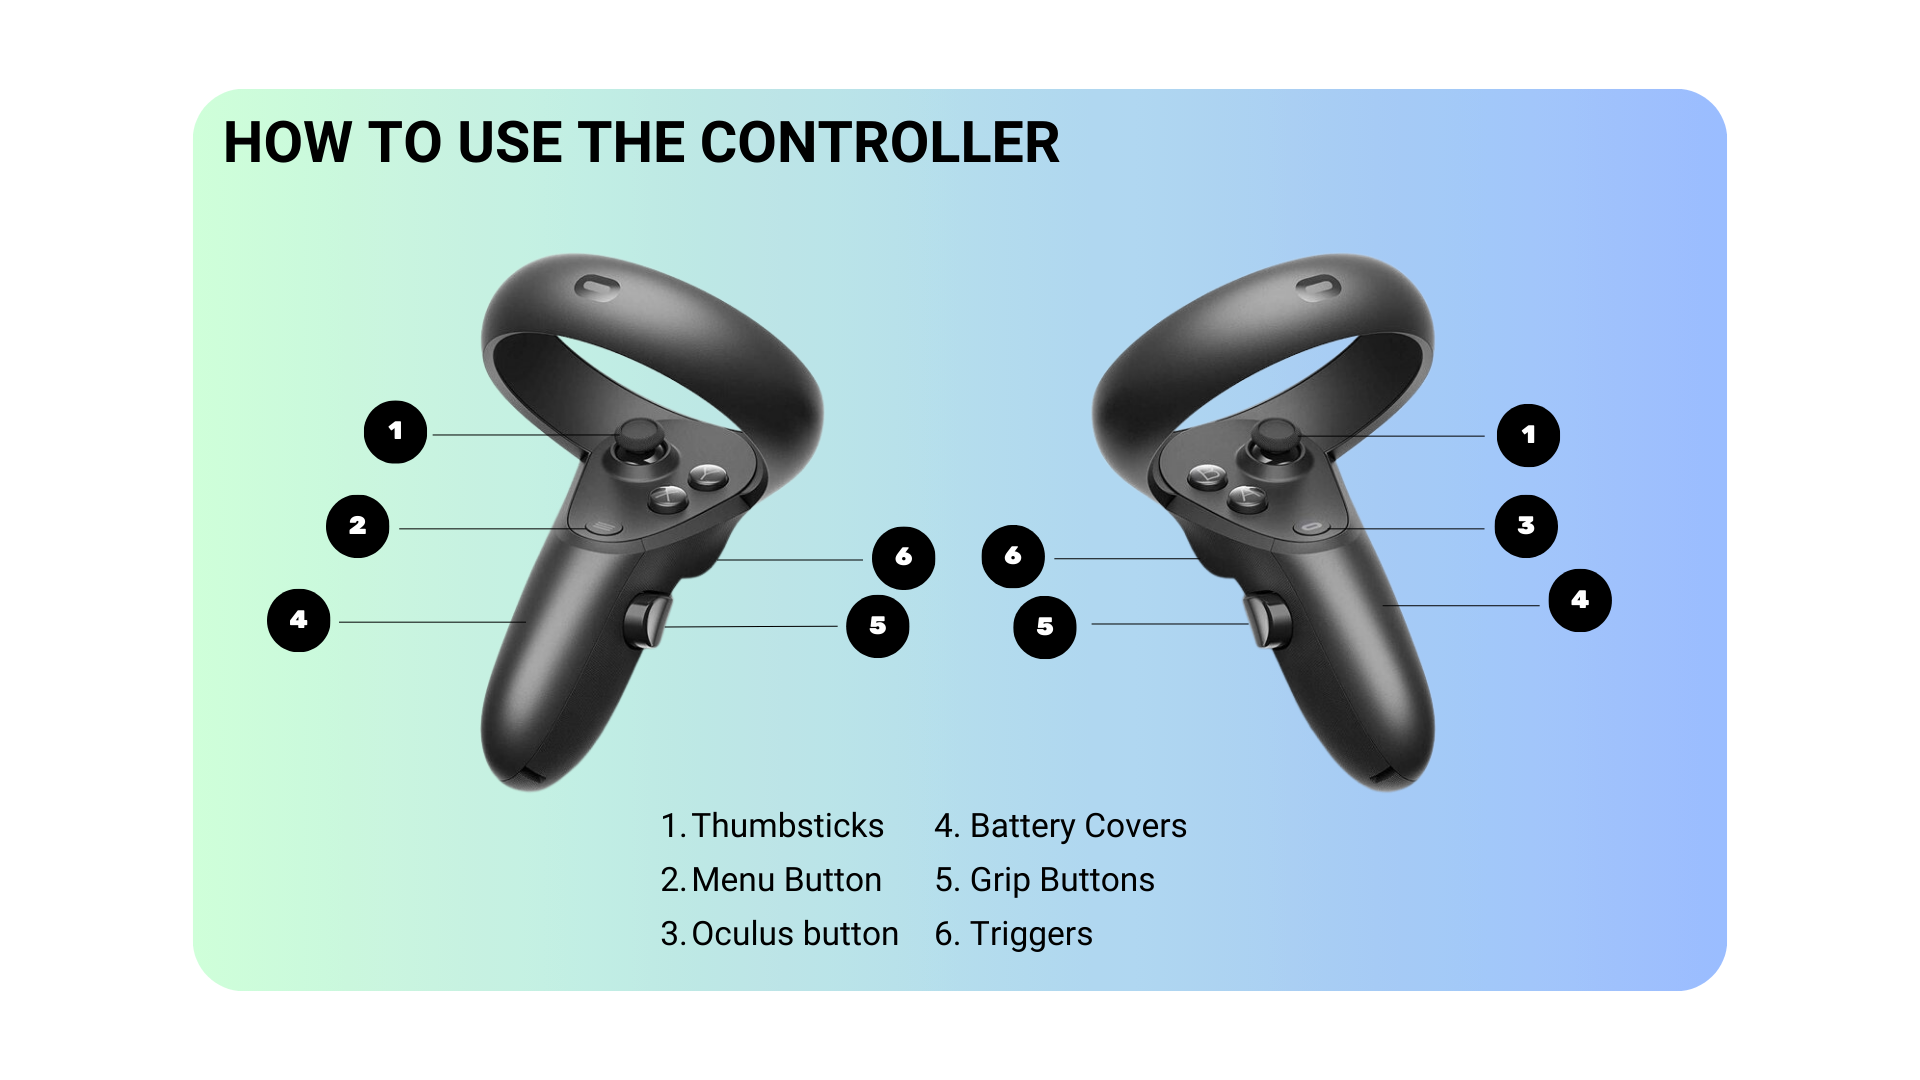 HOW TO USE THE CONTROLLER
1
1
2
3
6
6
4
4
5
5
Y
X
B
1. Thumbsticks
2. Menu Button
3. Oculus button
4. Battery Covers
5. Grip Buttons
6. Triggers